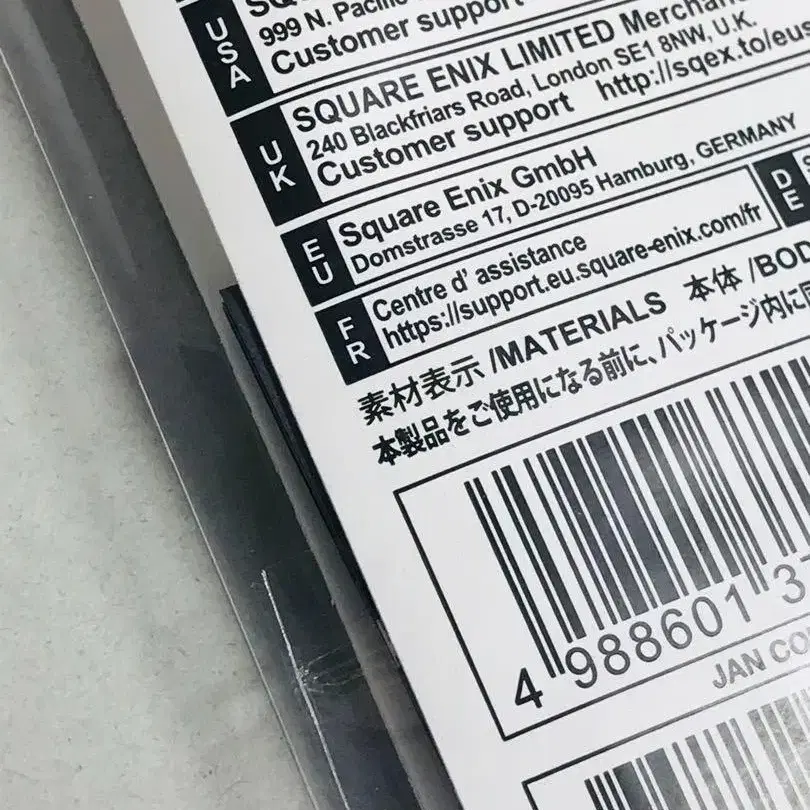 USA
999 N. Pacific
Customer support
UK
SQUARE ENIX LIMITED
240 Blackfriars Road, London SE1 8NW, U.K.
Customer support http://sqex.to/eus
EU
Square Enix GmbH
Domstrasse 17, D-20095 Hamburg, GERMANY
DE
FR
Centre d' assistance
https://support.eu.square-enix.com/fr
素材表示 /MATERIALS 本体 /BOD
本製品をご使用になる前に、パッケージ内に
4 988601 3
JAN CO